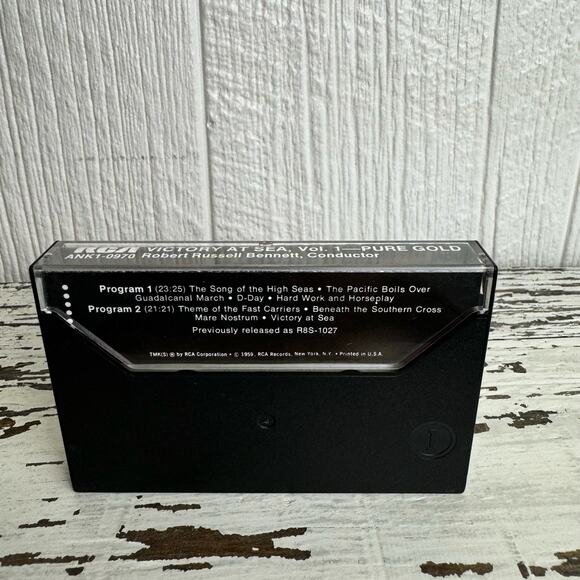 RCA VICTORY AT SEA, Vol. 1—PURE GOLD
ANK1-0970 Robert Russell Bennett, Conductor
Program 1 (23:25) The Song of the High Seas • The Pacific Boils Over
Guadalcanal March • D-Day • Hard Work and Horseplay
Program 2 (21:21) Theme of the Fast Carriers • Beneath the Southern Cross
Mare Nostrum • Victory at Sea
Previously released as R8S-1027
TMK(S) ® by RCA Corporation • © 1959, RCA Records, New York, N.Y. • Printed in U.S.A.
1